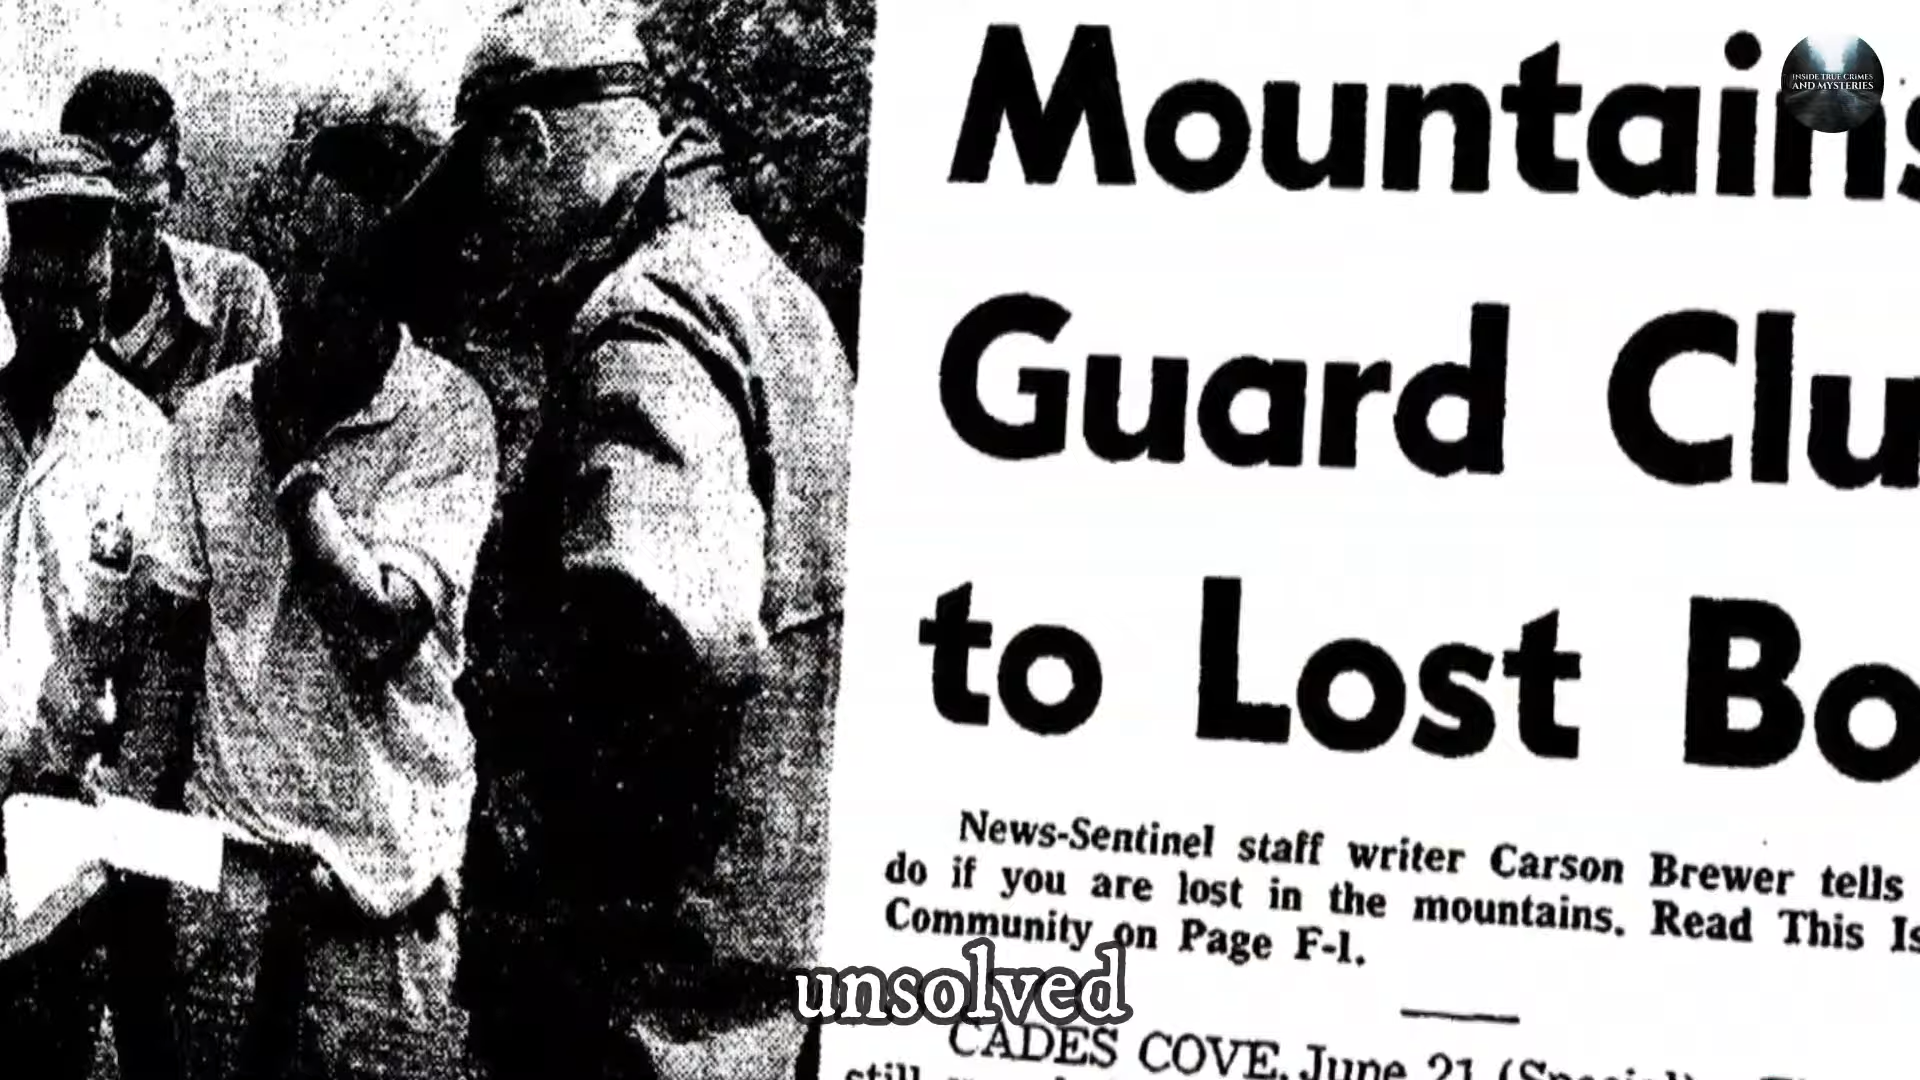 Mountains
Guard Clu
to Lost Bo
INSIDE TRUE CRIMES
AND MYSTERIES
News-Sentinel staff writer Carson Brewer tells
do if you are lost in the mountains. Read This Is
Community on Page F-1.
unsolved
CADES COVE, June 21 (Special)
still